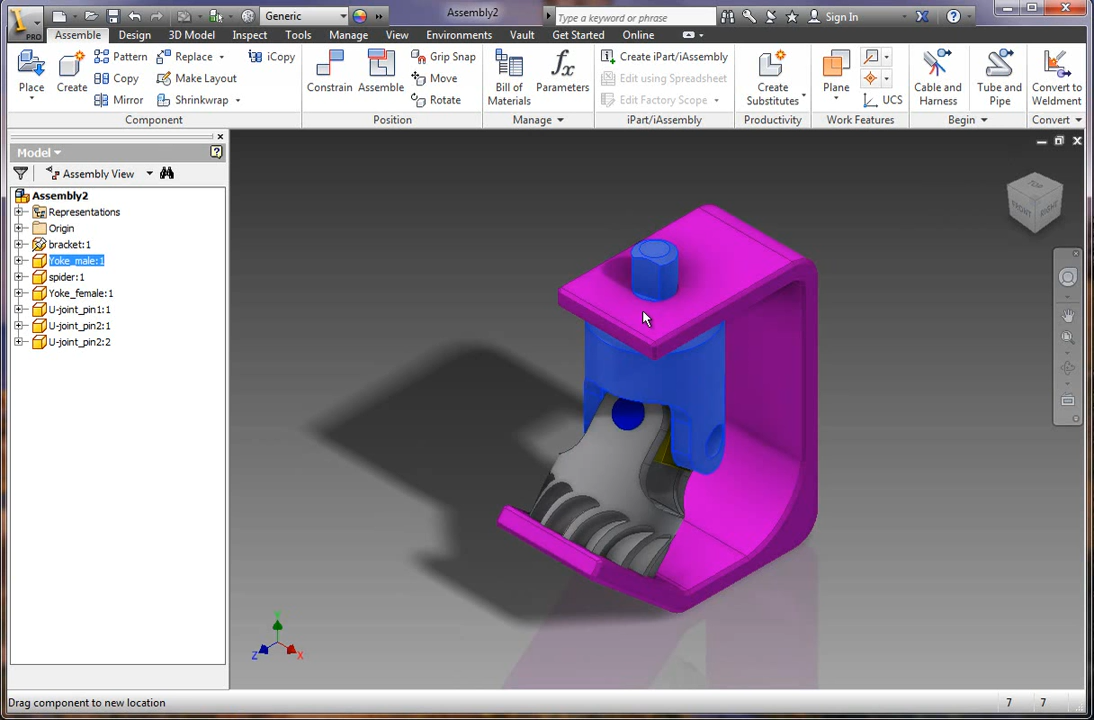 Generic
Assembly2
Type a keyword or phrase
Sign In
PRO
Assemble
Design
3D Model
Inspect
Tools
Manage
View
Environments
Vault
Get Started
Online
Place
Create
Pattern
Copy
Mirror
Replace
Make Layout
Shrinkwrap
iCopy
Component
Constrain
Assemble
Grip Snap
Move
Rotate
Position
Bill of
Materials
fx
Parameters
Manage
Create iPart/iAssembly
Edit using Spreadsheet
Edit Factory Scope
iPart/iAssembly
Create
Substitutes
Productivity
Plane
UCS
Work Features
Cable and
Harness
Tube and
Pipe
Begin
Convert to
Weldment
Convert
Model
Assembly View
Assembly2
Representations
Origin
bracket:1
Yoke_male:1
spider:1
Yoke_female:1
U-joint_pin1:1
U-joint_pin2:1
U-joint_pin2:2
TOP
FRONT
RIGHT
Y
Z
X
Drag component to new location
7
7